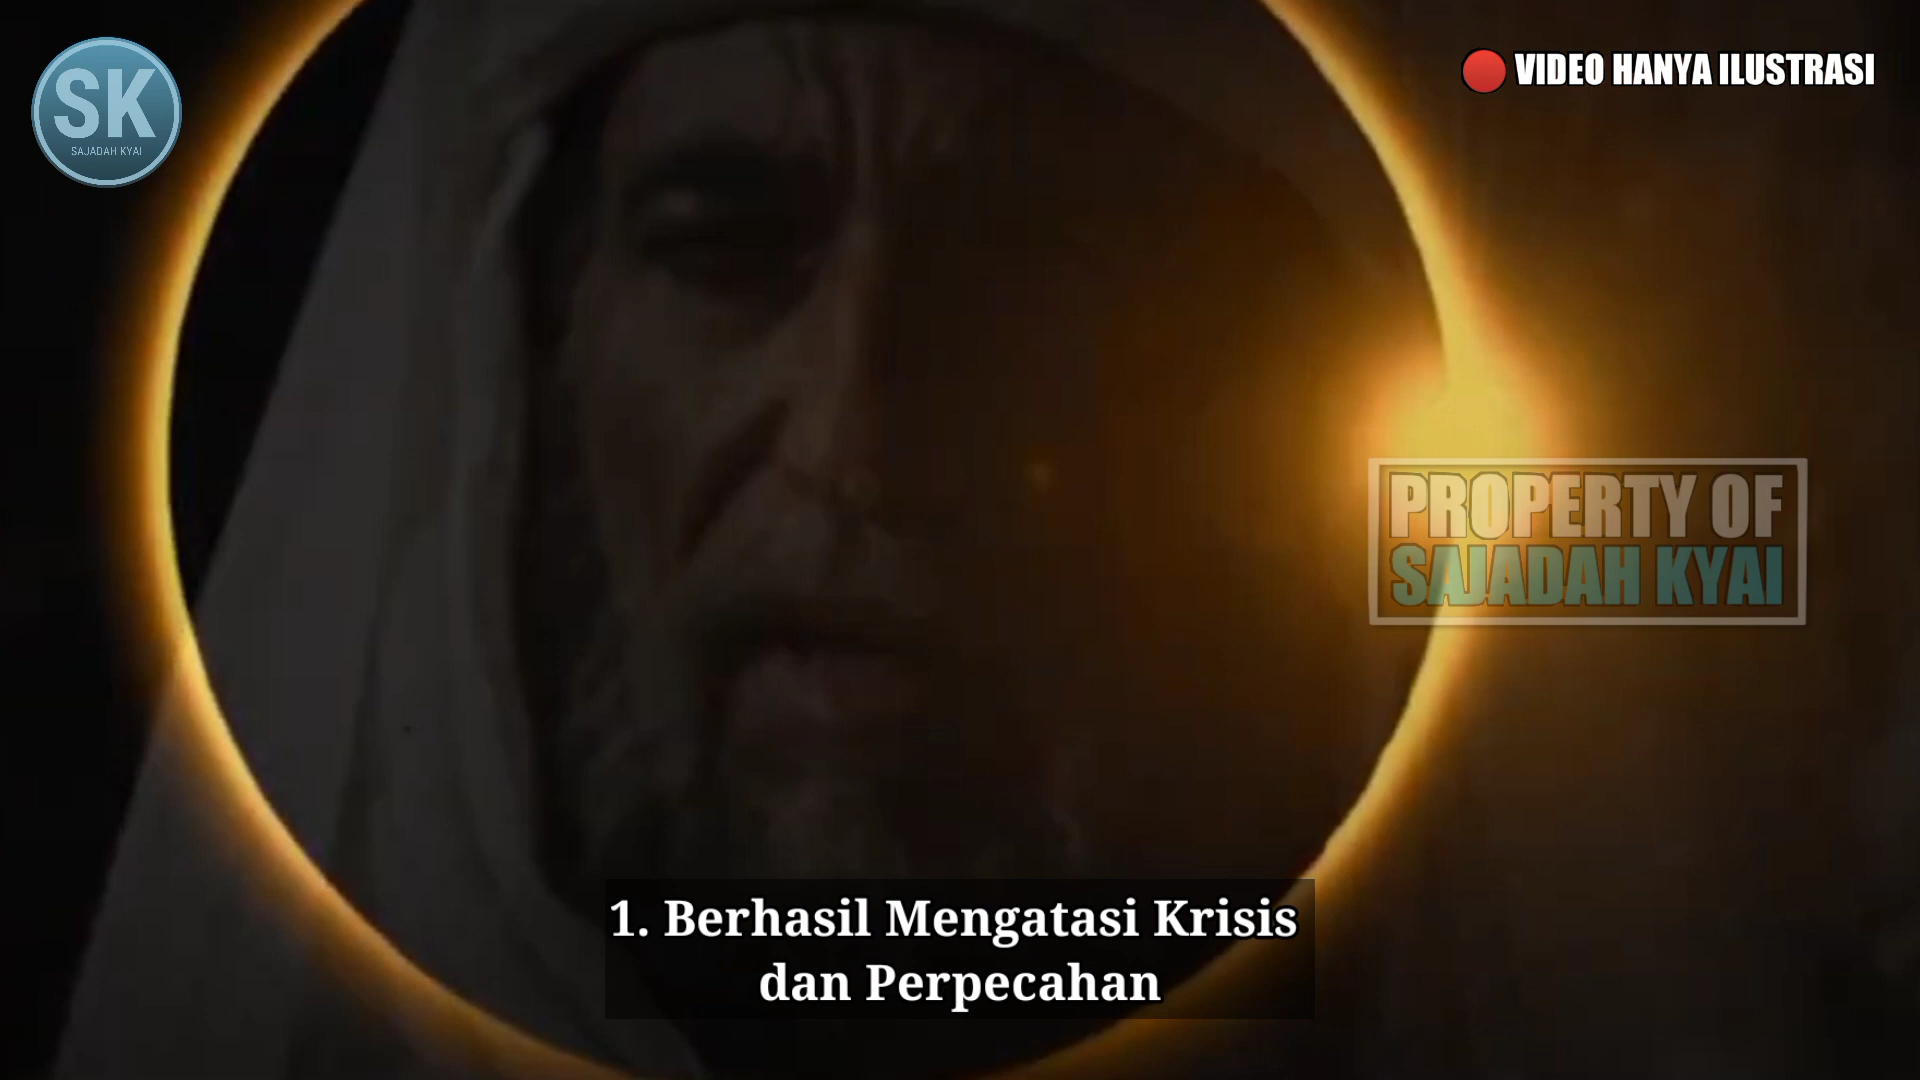 SK
SAJADAH KYAI
VIDEO HANYA ILUSTRASI
PROPERTY OF
SAJADAH KYAI
1. Berhasil Mengatasi Krisis
dan Perpecahan